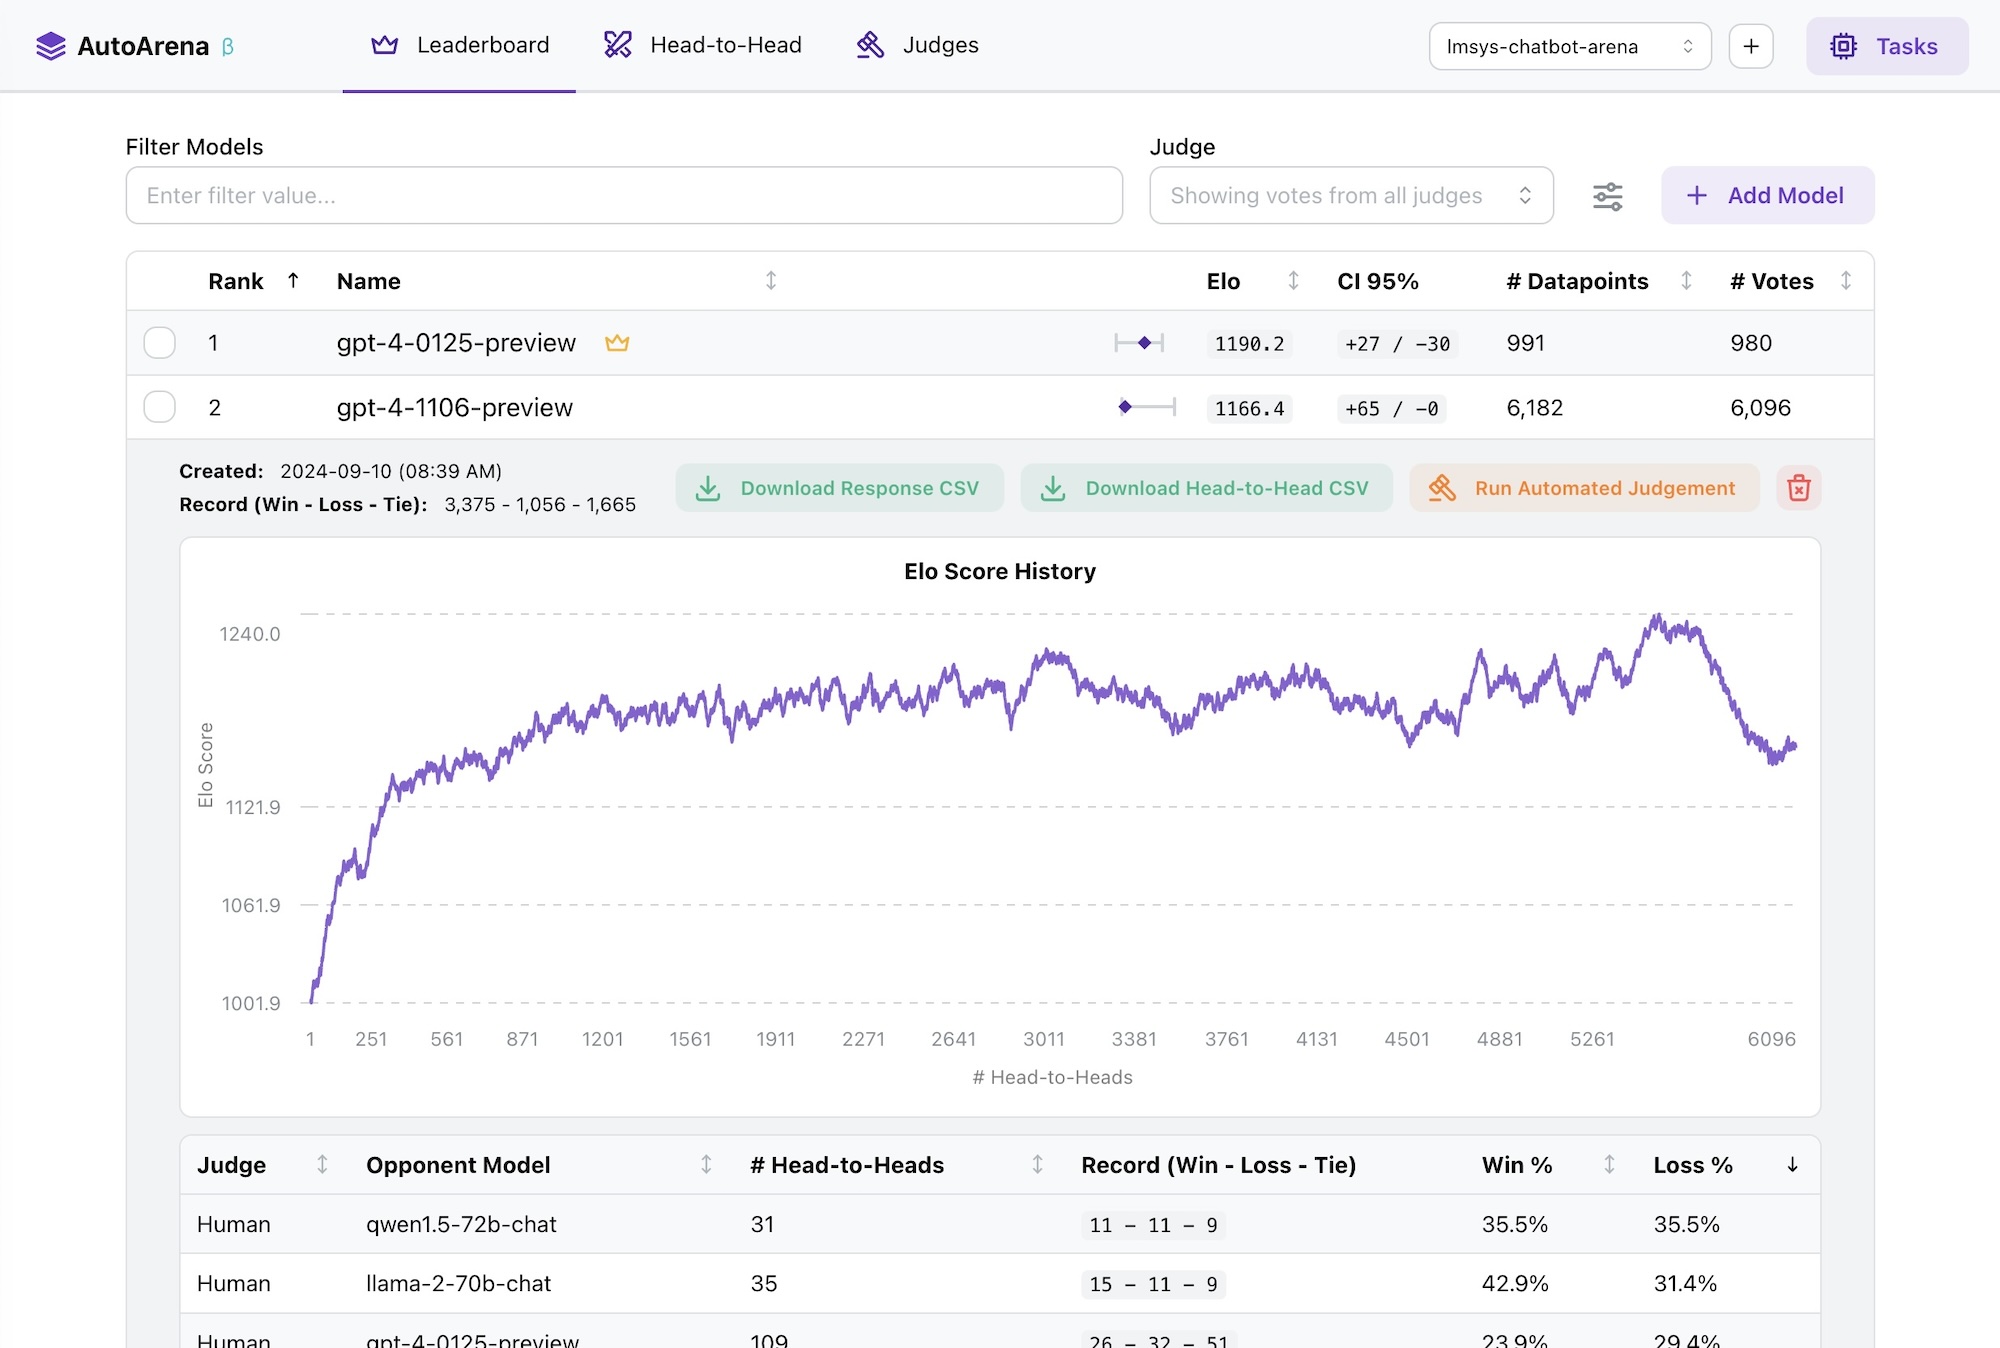 AutoArena β
Leaderboard
Head-to-Head
Judges
lmsys-chatbot-arena
+
Tasks
Filter Models
Enter filter value...
Judge
Showing votes from all judges
+ Add Model
Rank ↑ Name Elo CI 95% # Datapoints # Votes
1 gpt-4-0125-preview 1190.2 +27 / −30 991 980
2 gpt-4-1106-preview 1166.4 +65 / −0 6,182 6,096
Created: 2024-09-10 (08:39 AM)
Record (Win - Loss - Tie): 3,375 - 1,056 - 1,665
Download Response CSV
Download Head-to-Head CSV
Run Automated Judgement
Elo Score History
Elo Score
1240.0
1121.9
1061.9
1001.9
1 251 561 871 1201 1561 1911 2271 2641 3011 3381 3761 4131 4501 4881 5261 6096
# Head-to-Heads
Judge Opponent Model # Head-to-Heads Record (Win - Loss - Tie) Win % Loss % ↓
Human qwen1.5-72b-chat 31 11 − 11 − 9 35.5% 35.5%
Human llama-2-70b-chat 35 15 − 11 − 9 42.9% 31.4%
Human gpt-4-0125-preview 109 26 − 32 − 51 23.9% 29.4%